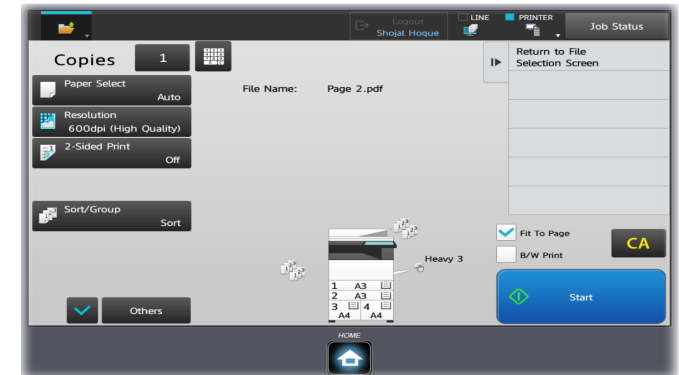 Logout
Shojal Hoque
LINE
PRINTER
Job Status
Copies
1
Return to File
Selection Screen
Paper Select
Auto
File Name: Page 2.pdf
Resolution
600dpi (High Quality)
2-Sided Print
Off
Sort/Group
Sort
Fit To Page
CA
B/W Print
Heavy 3
1 A3
2 A3
3 4
A4 A4
Start
Others
HOME